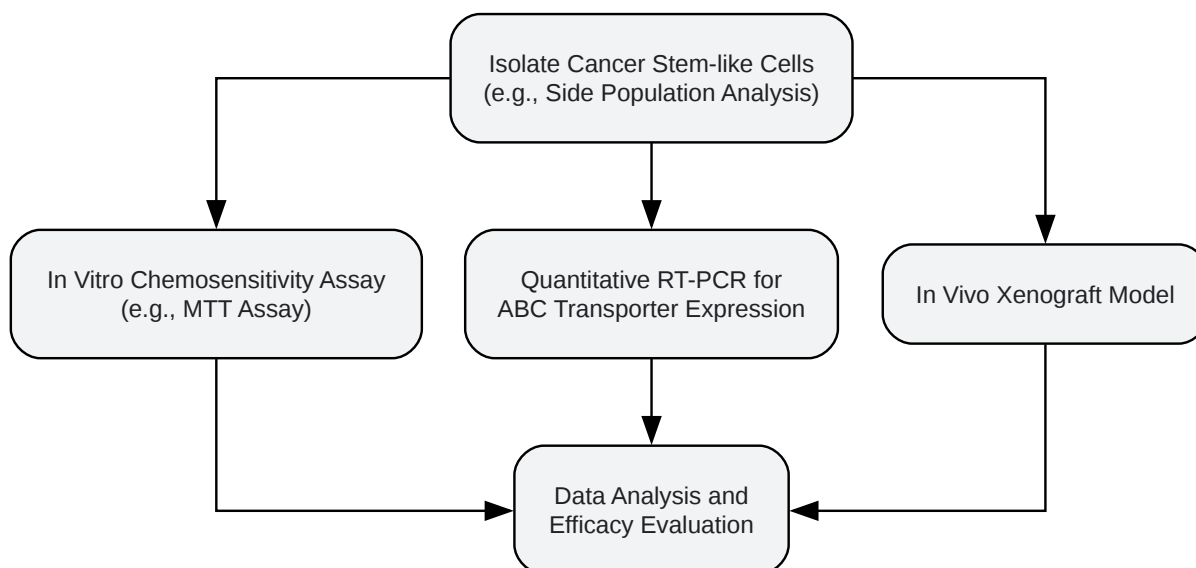 Isolate Cancer Stem-like Cells
(e.g., Side Population Analysis)
In Vitro Chemosensitivity Assay
(e.g., MTT Assay)
Quantitative RT-PCR for
ABC Transporter Expression
In Vivo Xenograft Model
Data Analysis and
Efficacy Evaluation